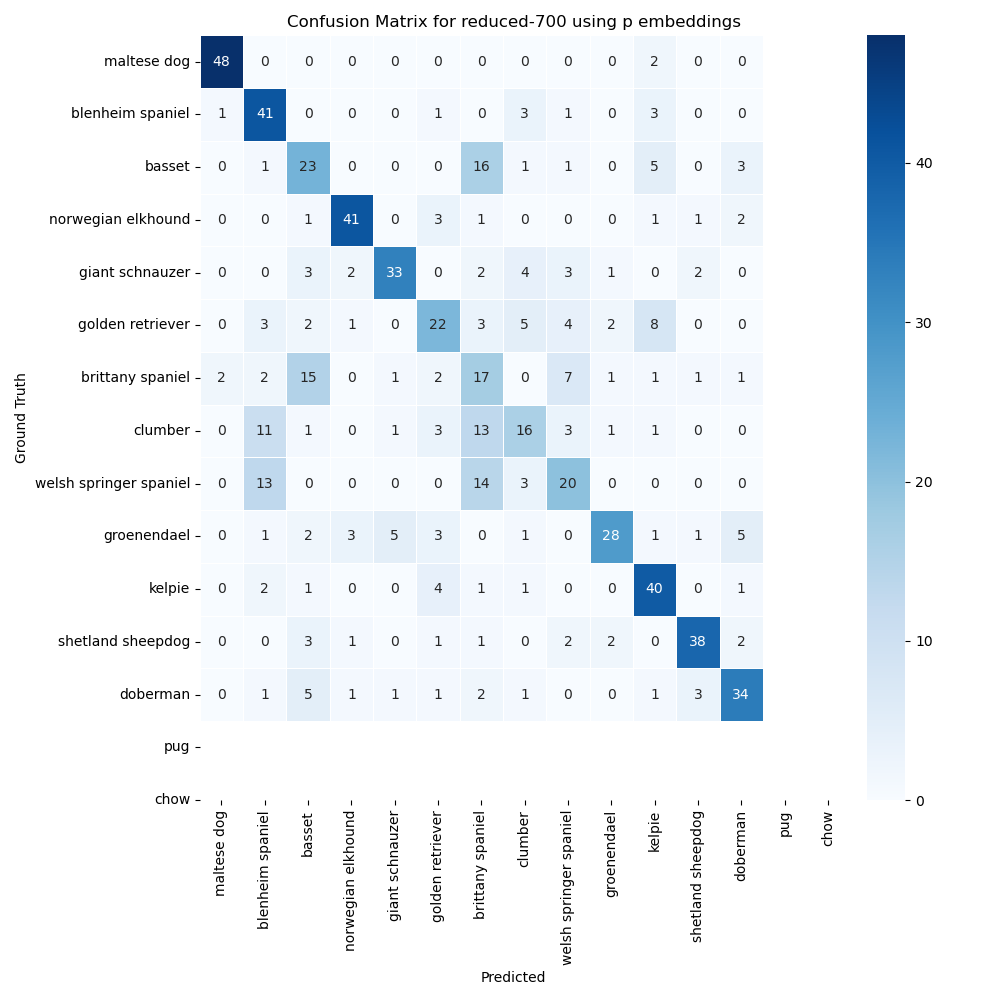 Confusion Matrix for reduced-700 using p embeddings
maltese dog 48 0 0 0 0 0 0 0 0 0 2 0 0
blenheim spaniel 1 41 0 0 0 1 0 3 1 0 3 0 0
basset 0 1 23 0 0 0 16 1 1 0 5 0 3
norwegian elkhound 0 0 1 41 0 3 1 0 0 0 1 1 2
giant schnauzer 0 0 3 2 33 0 2 4 3 1 0 2 0
golden retriever 0 3 2 1 0 22 3 5 4 2 8 0 0
brittany spaniel 2 2 15 0 1 2 17 0 7 1 1 1 1
clumber 0 11 1 0 1 3 13 16 3 1 1 0 0
welsh springer spaniel 0 13 0 0 0 0 14 3 20 0 0 0 0
groenendael 0 1 2 3 5 3 0 1 0 28 1 1 5
kelpie 0 2 1 0 0 4 1 1 0 0 40 0 1
shetland sheepdog 0 0 3 1 0 1 1 0 2 2 0 38 2
doberman 0 1 5 1 1 1 2 1 0 0 1 3 34
pug
chow
Ground Truth
maltese dog
blenheim spaniel
basset
norwegian elkhound
giant schnauzer
golden retriever
brittany spaniel
clumber
welsh springer spaniel
groenendael
kelpie
shetland sheepdog
doberman
pug
chow
Predicted
40
30
20
10
0